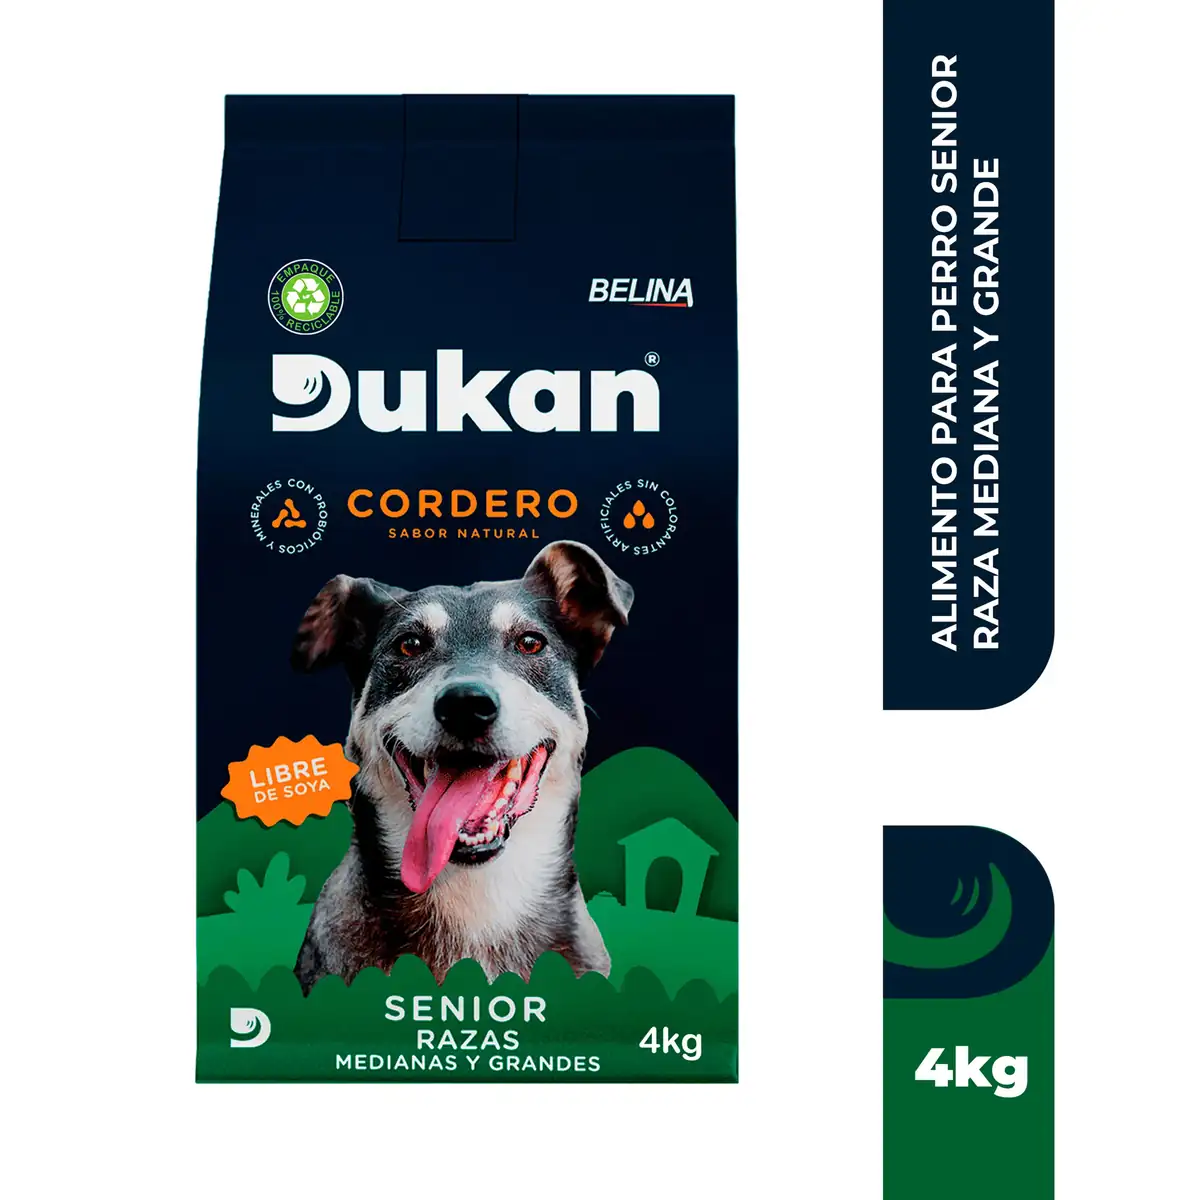 EMPAQUE
100% RECICLABLE
BELINA
Dukan®
Y MINERALES CON PROBIÓTICOS
CORDERO
SABOR NATURAL
SIN COLORANTES ARTIFICIALES
LIBRE
DE SOYA
SENIOR
RAZAS
MEDIANAS Y GRANDES
4kg
ALIMENTO PARA PERRO SENIOR
RAZA MEDIANA Y GRANDE
4kg